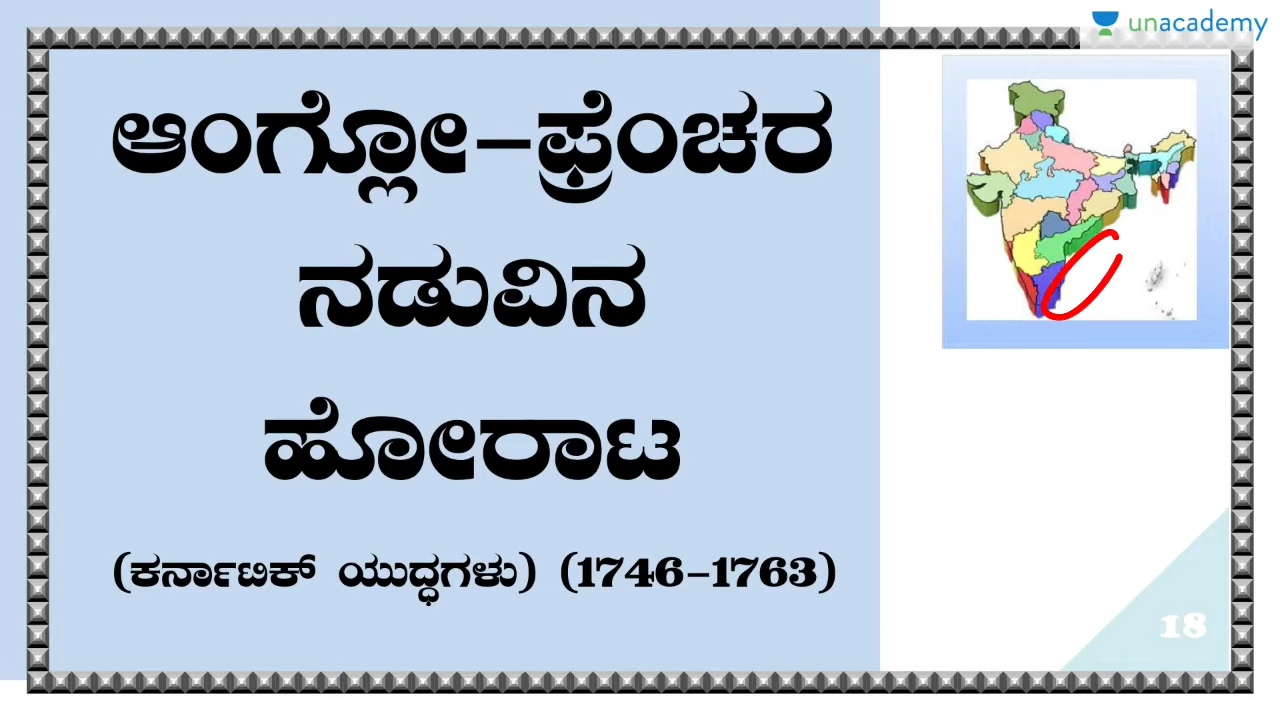 unacademy
ಆಂಗ್ಲೋ-ಫ್ರೆಂಚರ
ನಡುವಿನ
ಹೋರಾಟ
(ಕರ್ನಾಟಿಕ್ ಯುದ್ಧಗಳು) (1746-1763)
18